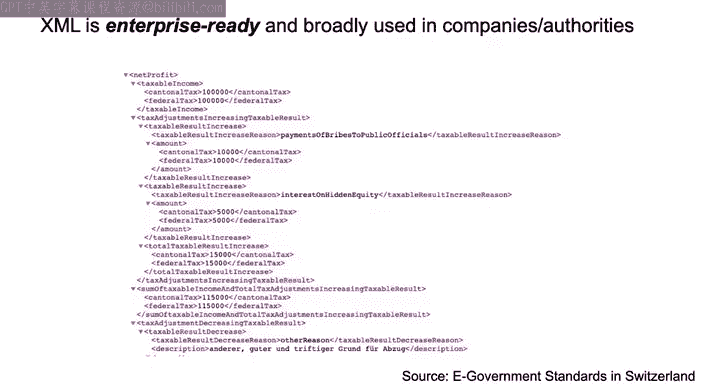 XML is enterprise-ready and broadly used in companies/authorities
▼<netProfit>
▼<taxableIncome>
<cantonalTax>100000</cantonalTax>
<federalTax>100000</federalTax>
</taxableIncome>
▼<taxAdjustmentsIncreasingTaxableResult>
▼<taxableResultIncrease>
<taxableResultIncreaseReason>paymentsOfBribesToPublicOfficials</taxableResultIncreaseReason>
▼<amount>
<cantonalTax>10000</cantonalTax>
<federalTax>10000</federalTax>
</amount>
</taxableResultIncrease>
▼<taxableResultIncrease>
<taxableResultIncreaseReason>interestOnHiddenEquity</taxableResultIncreaseReason>
▼<amount>
<cantonalTax>5000</cantonalTax>
<federalTax>5000</federalTax>
</amount>
</taxableResultIncrease>
▼<totalTaxableResultIncrease>
<cantonalTax>15000</cantonalTax>
<federalTax>15000</federalTax>
</totalTaxableResultIncrease>
</taxAdjustmentsIncreasingTaxableResult>
▼<sumOftaxableIncomeAndTotalTaxAdjustmentsIncreasingTaxableResult>
<cantonalTax>115000</cantonalTax>
<federalTax>115000</federalTax>
</sumOftaxableIncomeAndTotalTaxAdjustmentsIncreasingTaxableResult>
▼<taxAdjustmentDecreasingTaxableResult>
▼<taxableResultDecrease>
<taxableResultDecreaseReason>otherReason</taxableResultDecreaseReason>
<description>anderer, guter und triftiger Grund für Abzug</description>
Source: E-Government Standards in Switzerland